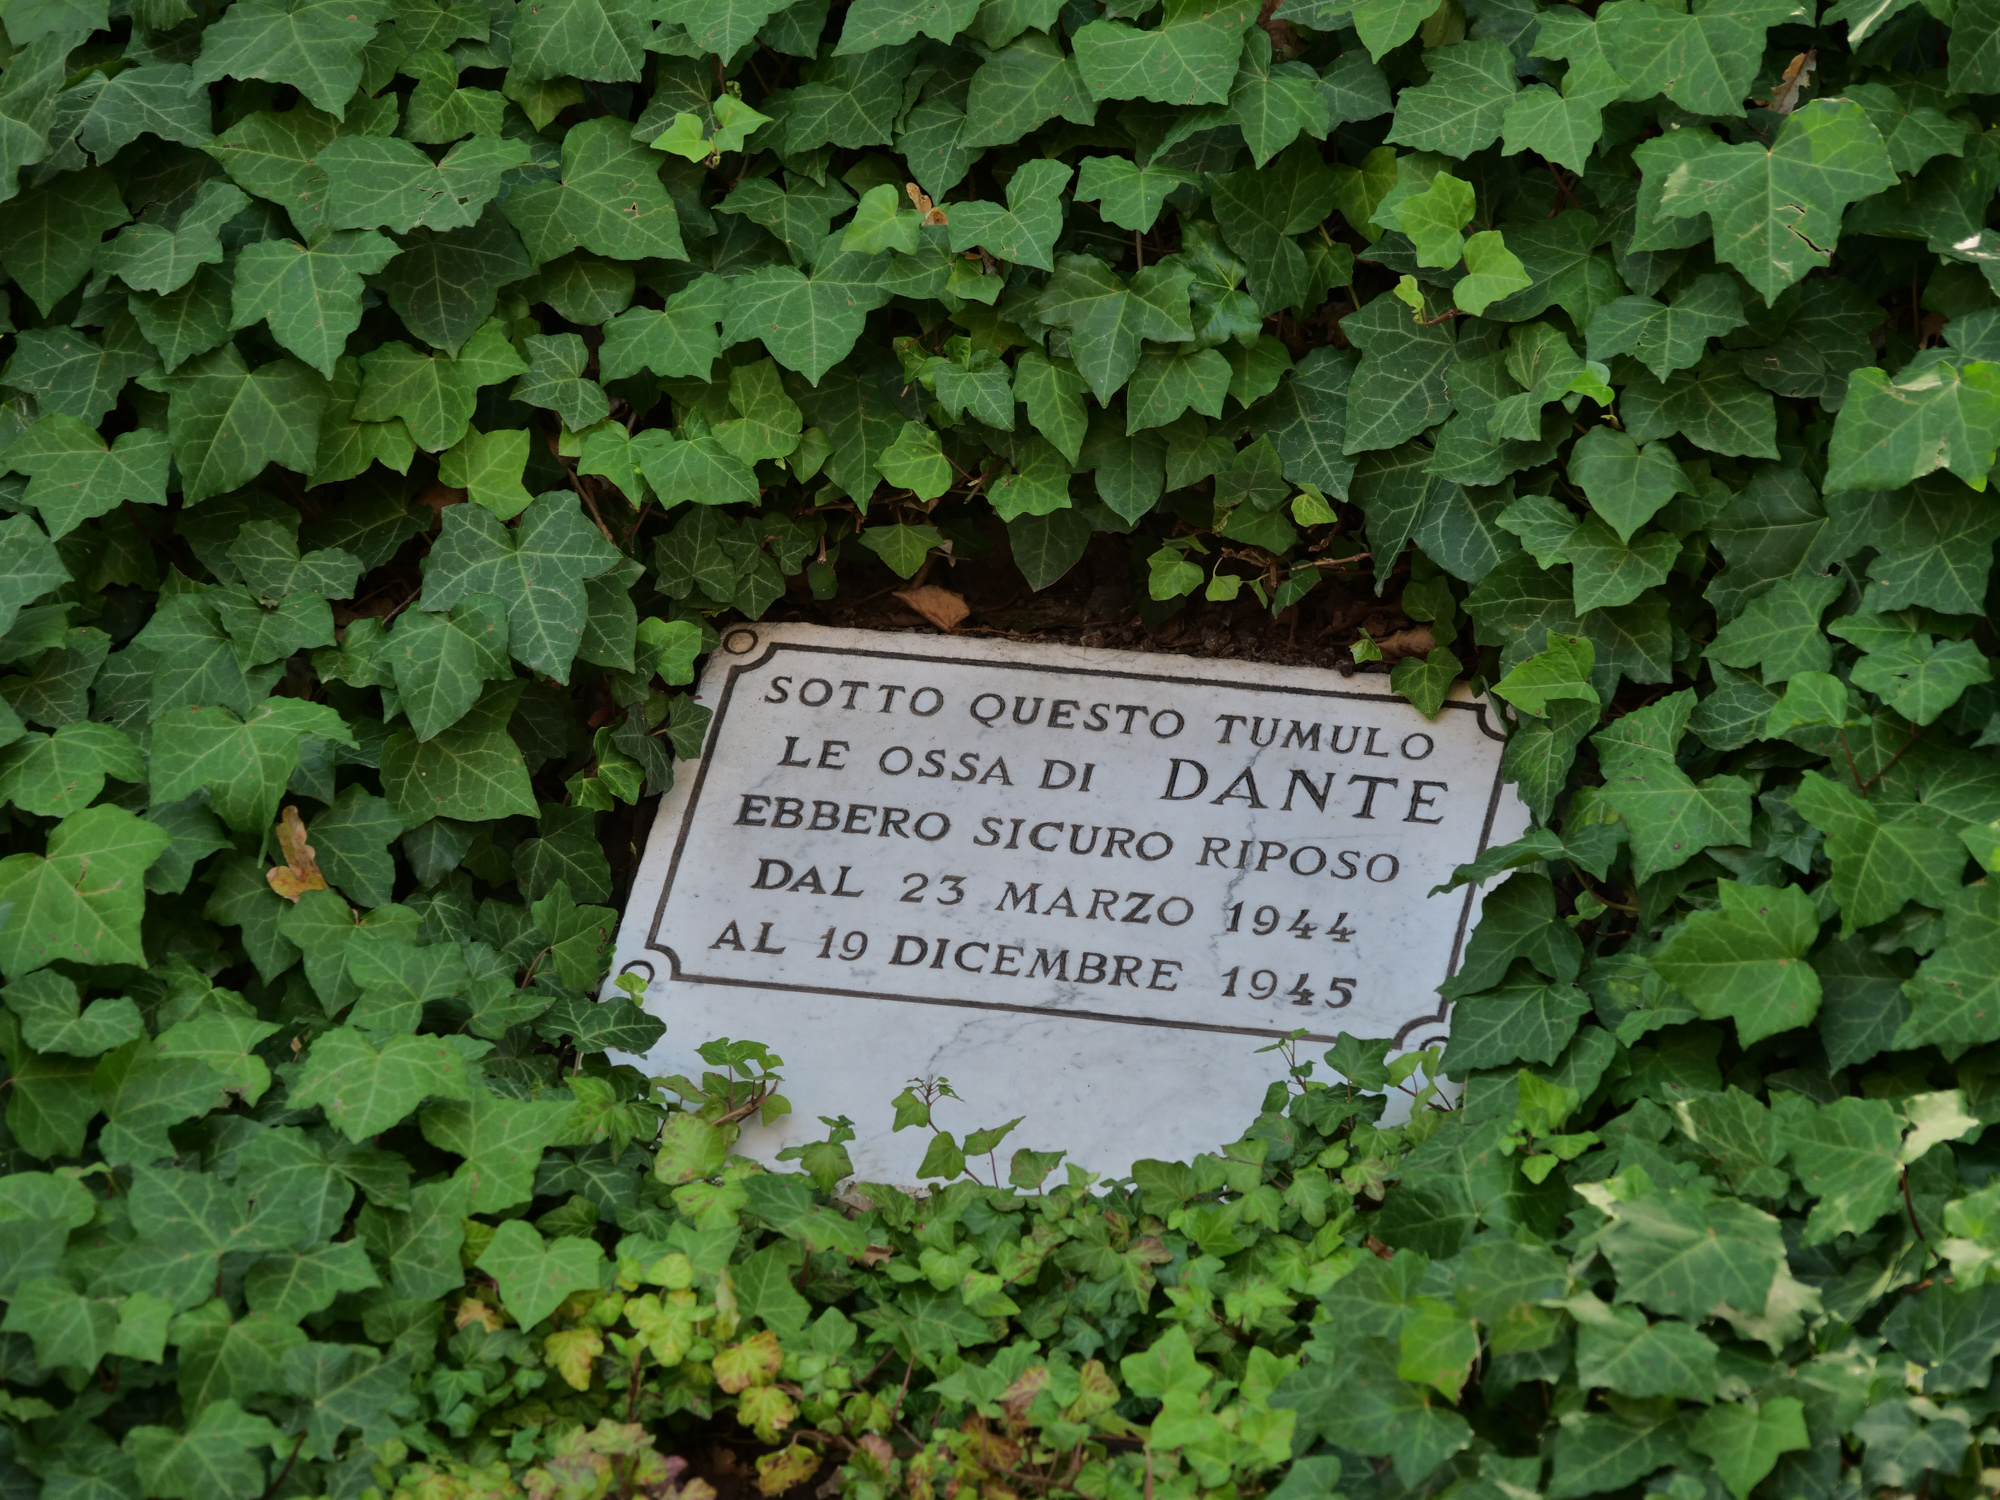 SOTTO QUESTO TUMULO
LE OSSA DI DANTE
EBBERO SICURO RIPOSO
DAL 23 MARZO 1944
AL 19 DICEMBRE 1945